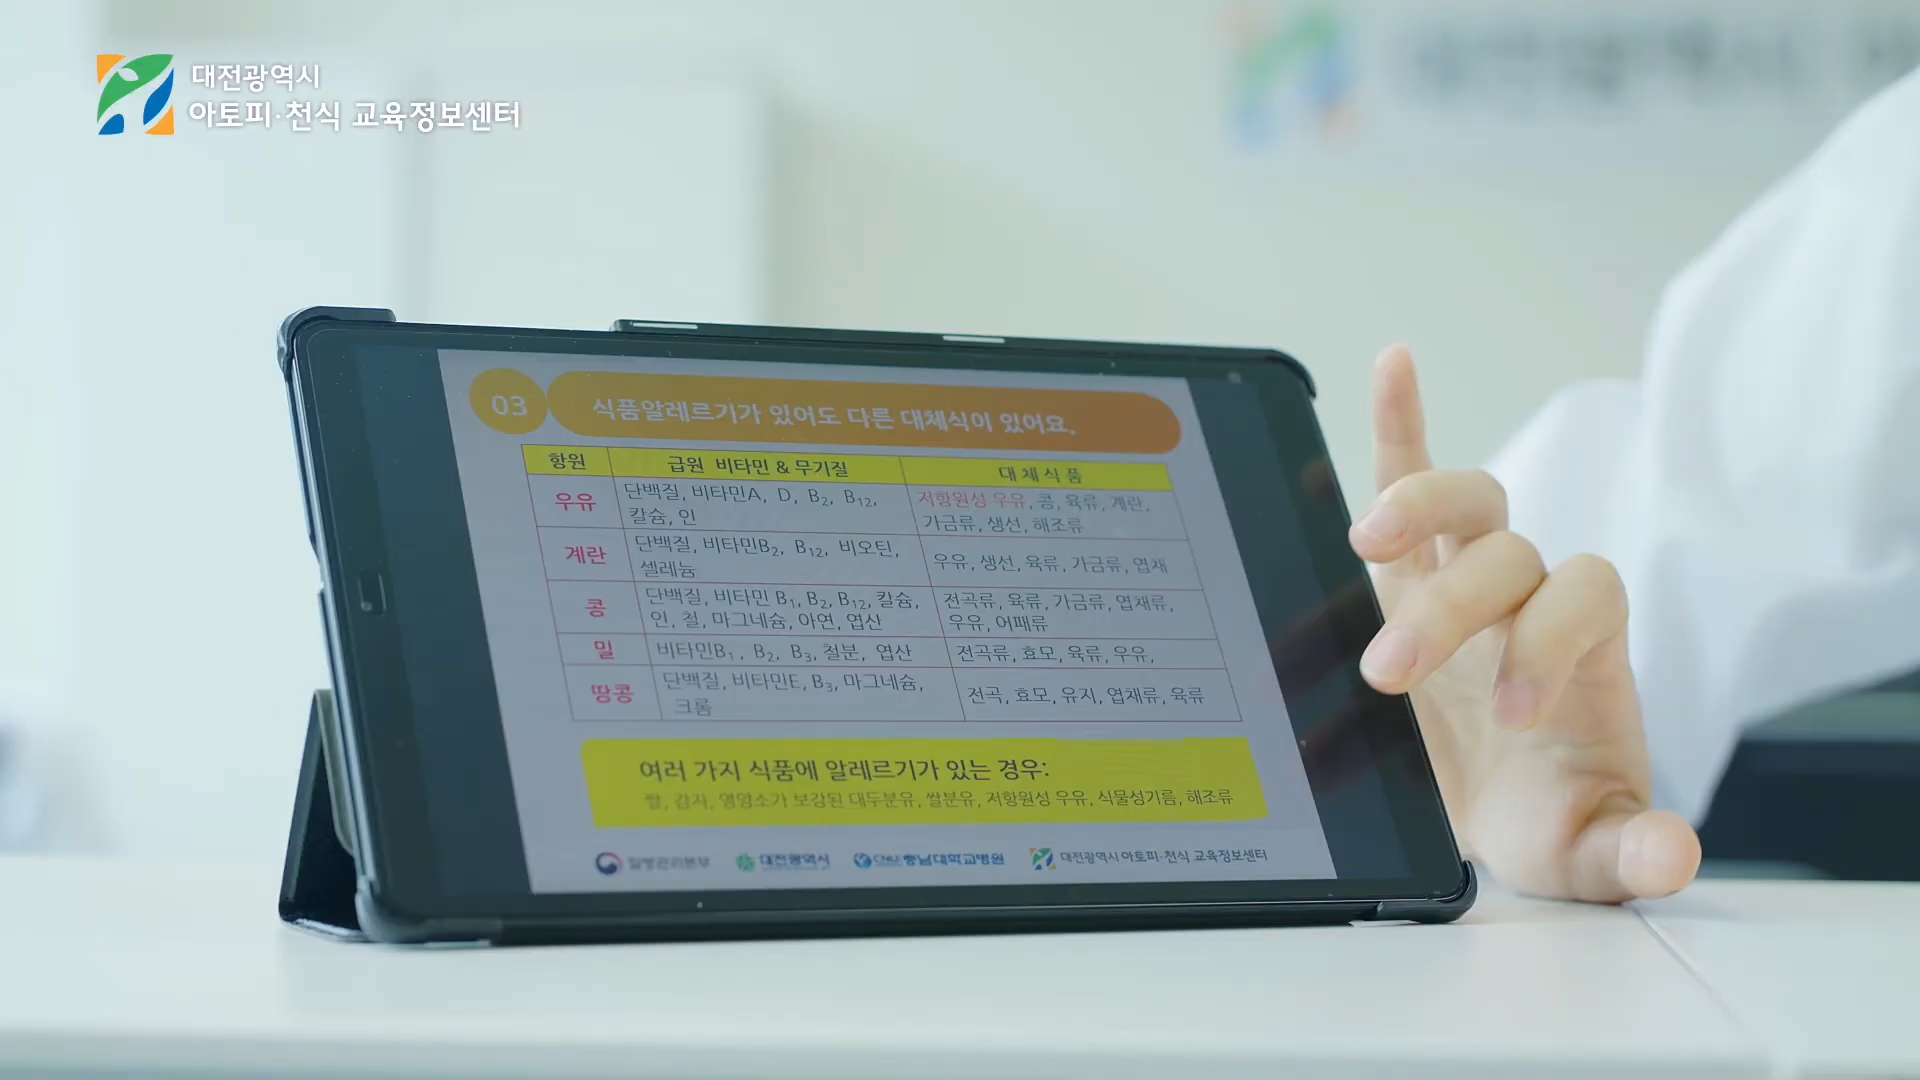 대전광역시
아토피·천식 교육정보센터
03
식품알레르기가 있어도 다른 대체식이 있어요.
항원 급원 비타민 & 무기질 대체식품
우유 단백질, 비타민A, D, B₂, B₁₂, 칼슘, 인 저항원성 우유, 콩, 육류, 계란, 가금류, 생선, 해조류
계란 단백질, 비타민B₂, B₁₂, 비오틴, 셀레늄 우유, 생선, 육류, 가금류, 엽채
콩 단백질, 비타민 B₁, B₂, B₁₂, 칼슘, 인, 철, 마그네슘, 아연, 엽산 전곡류, 육류, 가금류, 엽채류, 우유, 어패류
밀 비타민B₁, B₂, B₃, 철분, 엽산 전곡류, 효모, 육류, 우유,
땅콩 단백질, 비타민E, B₃, 마그네슘, 크롬 전곡, 효모, 유지, 엽채류, 육류
여러 가지 식품에 알레르기가 있는 경우:
쌀, 감자, 영양소가 보강된 대두분유, 쌀분유, 저항원성 우유, 식물성기름, 해조류
질병관리본부 대전광역시 충남대학교병원 대전광역시 아토피·천식 교육정보센터